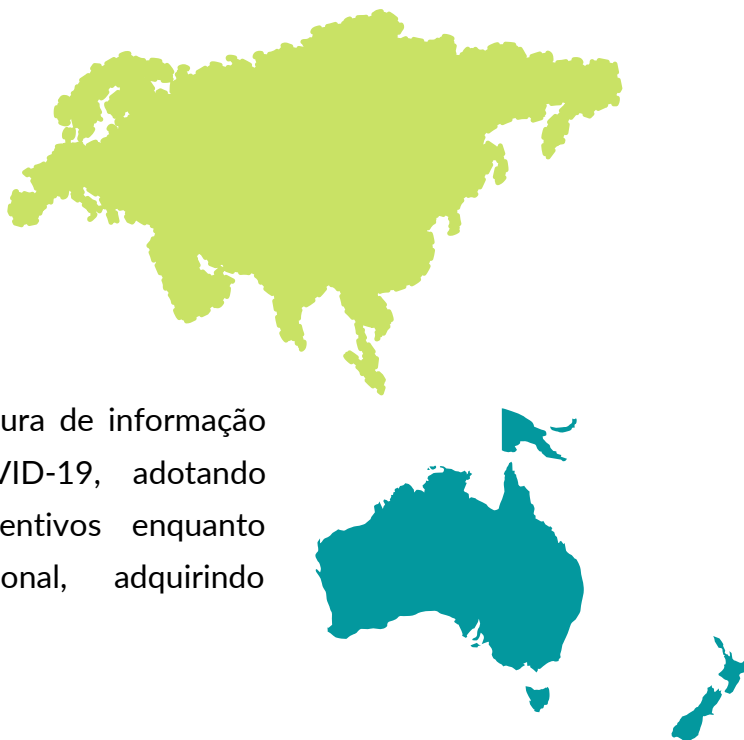 ura de informação
VID-19, adotando
entivos enquanto
onal, adquirindo